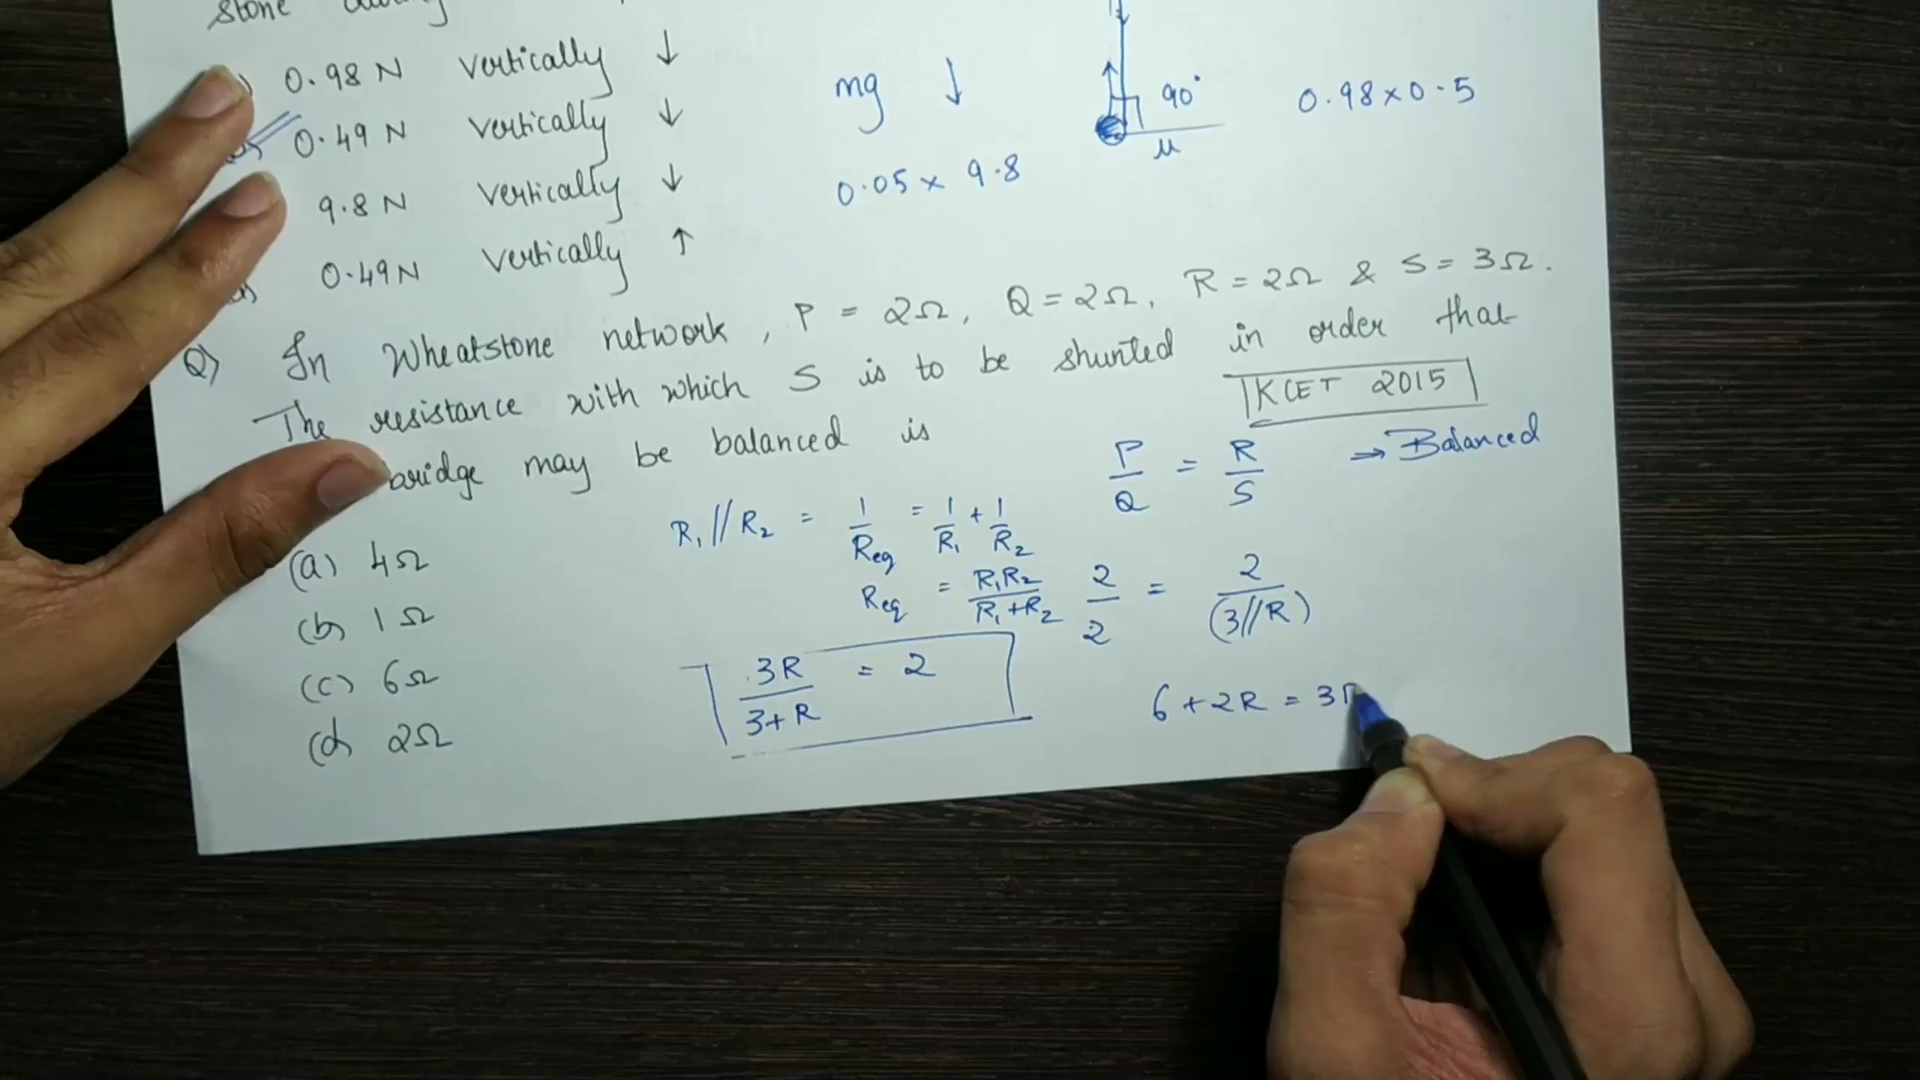 stone
0.98 N vertically ↓
0.49 N vertically ↓
9.8 N vertically ↓
0.49 N vertically ↑
mg ↓
0.05 × 9.8
90°
u
0.98 × 0.5
Q) In Wheatstone network, P = 2Ω, Q = 2Ω, R = 2Ω & S = 3Ω.
The resistance with which S is to be shunted in order that
bridge may be balanced is
KCET 2015
(a) 4Ω
(b) 1Ω
(c) 6Ω
(d) 2Ω
P/Q = R/S → Balanced
R₁//R₂ = 1/Req = 1/R₁ + 1/R₂
Req = R₁R₂/R₁+R₂
2/2 = 2/(3//R)
3R/3+R = 2
6 + 2R = 3